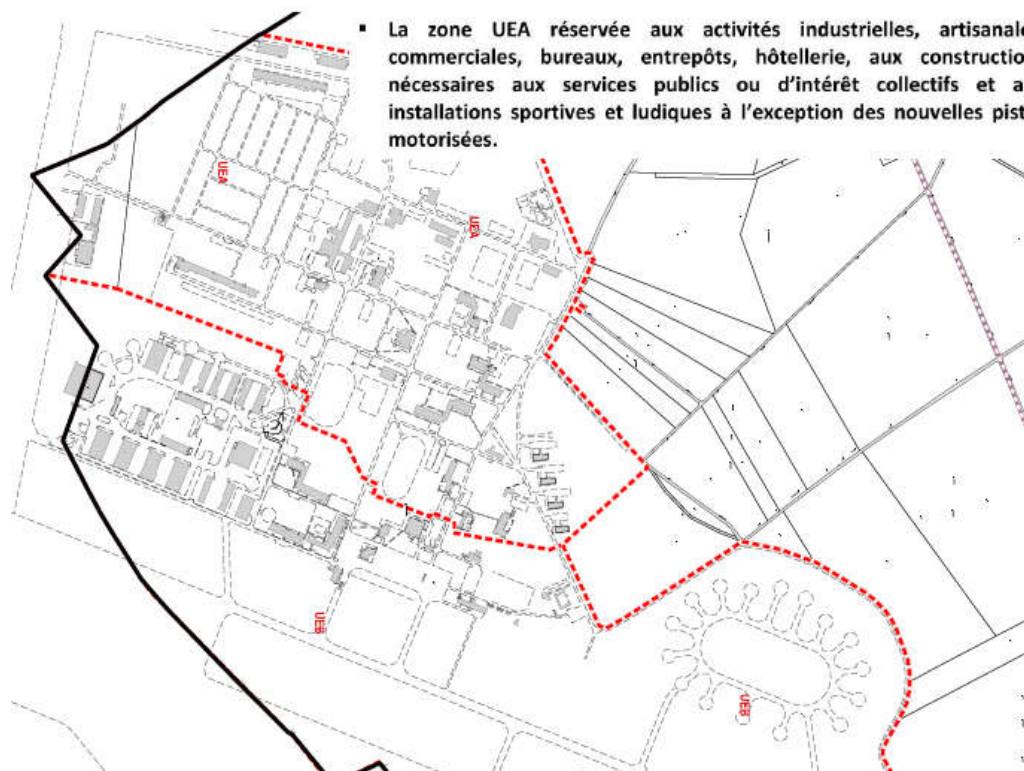 ▪ La zone UEA réservée aux activités industrielles, artisanale
commerciales, bureaux, entrepôts, hôtellerie, aux constructio
nécessaires aux services publics ou d'intérêt collectifs et a
installations sportives et ludiques à l'exception des nouvelles pist
motorisées.
UEA
UEA
UEB
UEB